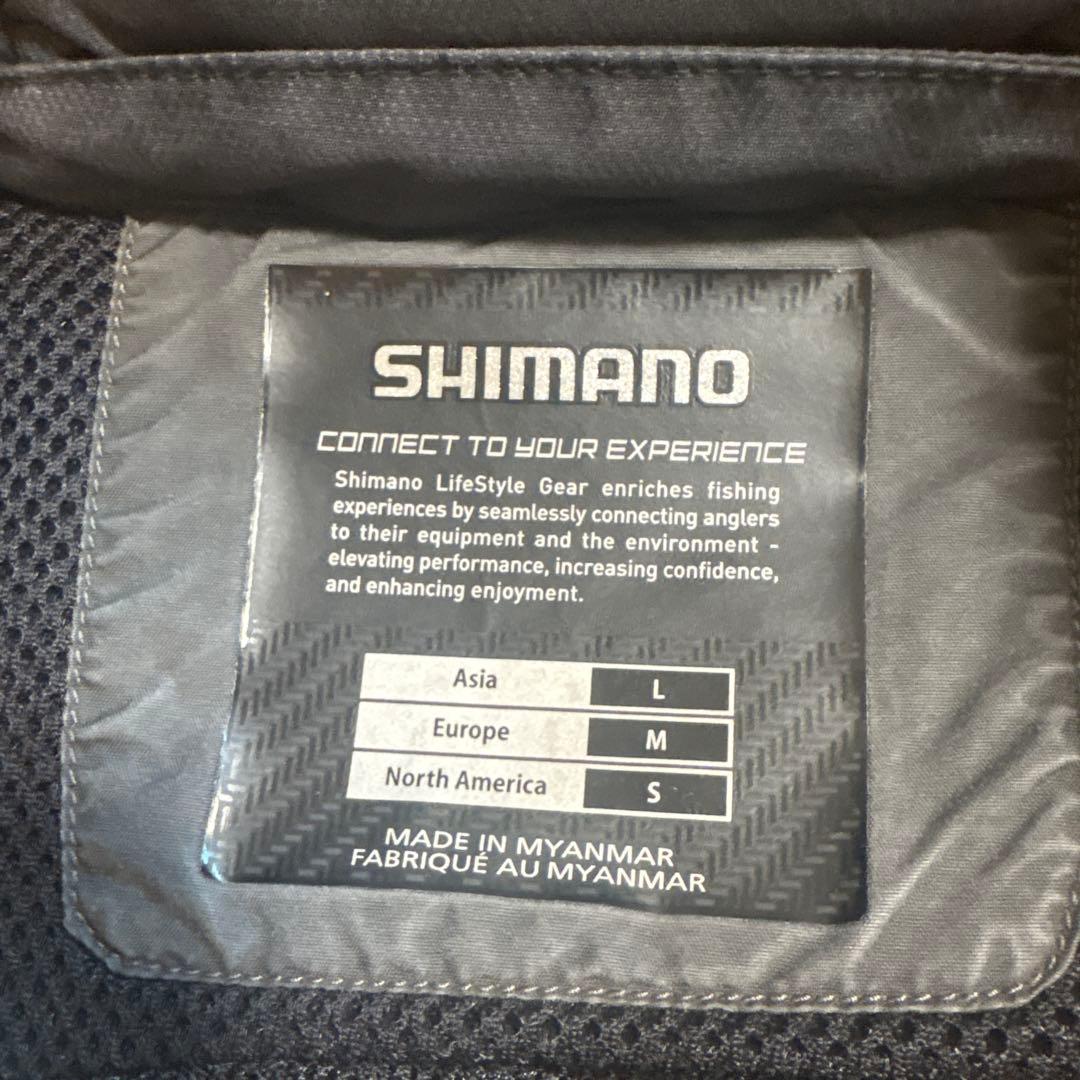 SHIMANO
CONNECT TO YOUR EXPERIENCE
Shimano LifeStyle Gear enriches fishing
experiences by seamlessly connecting anglers
to their equipment and the environment -
elevating performance, increasing confidence,
and enhancing enjoyment.
Asia L
Europe M
North America S
MADE IN MYANMAR
FABRIQUÉ AU MYANMAR